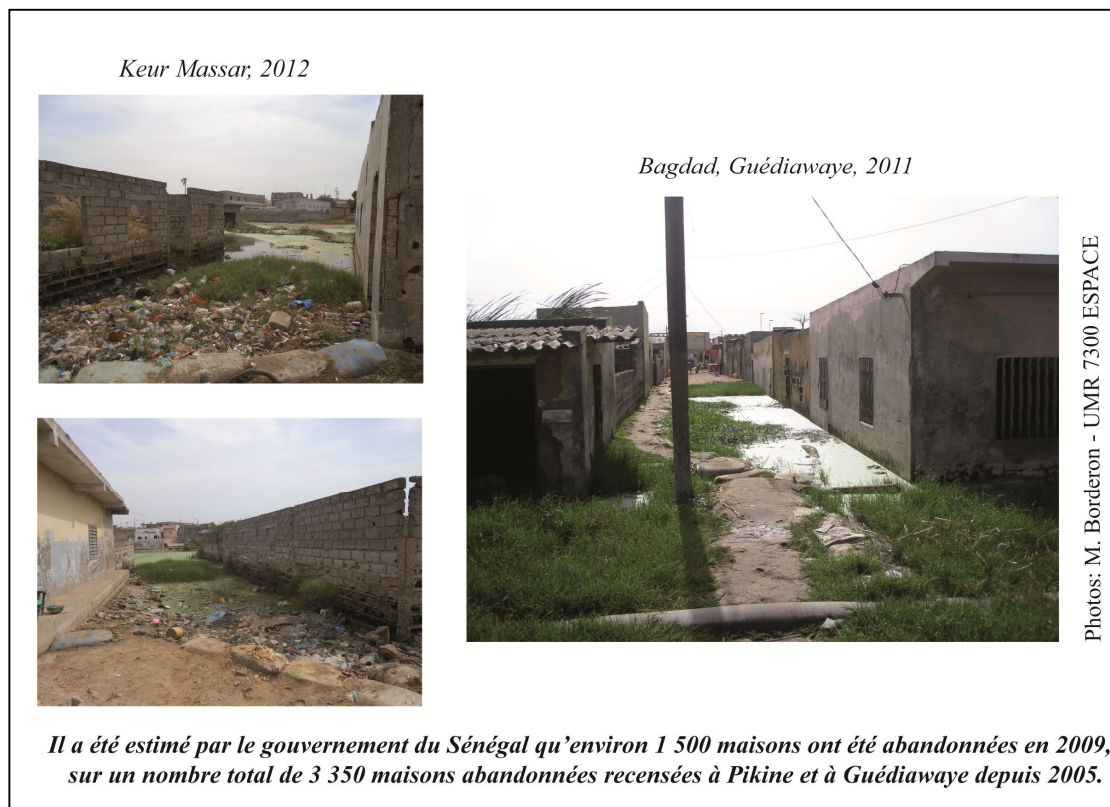 Keur Massar, 2012
Bagdad, Guédiawaye, 2011
Photos: M. Borderon - UMR 7300 ESPACE
Il a été estimé par le gouvernement du Sénégal qu’environ 1 500 maisons ont été abandonnées en 2009,
sur un nombre total de 3 350 maisons abandonnées recensées à Pikine et à Guédiawaye depuis 2005.